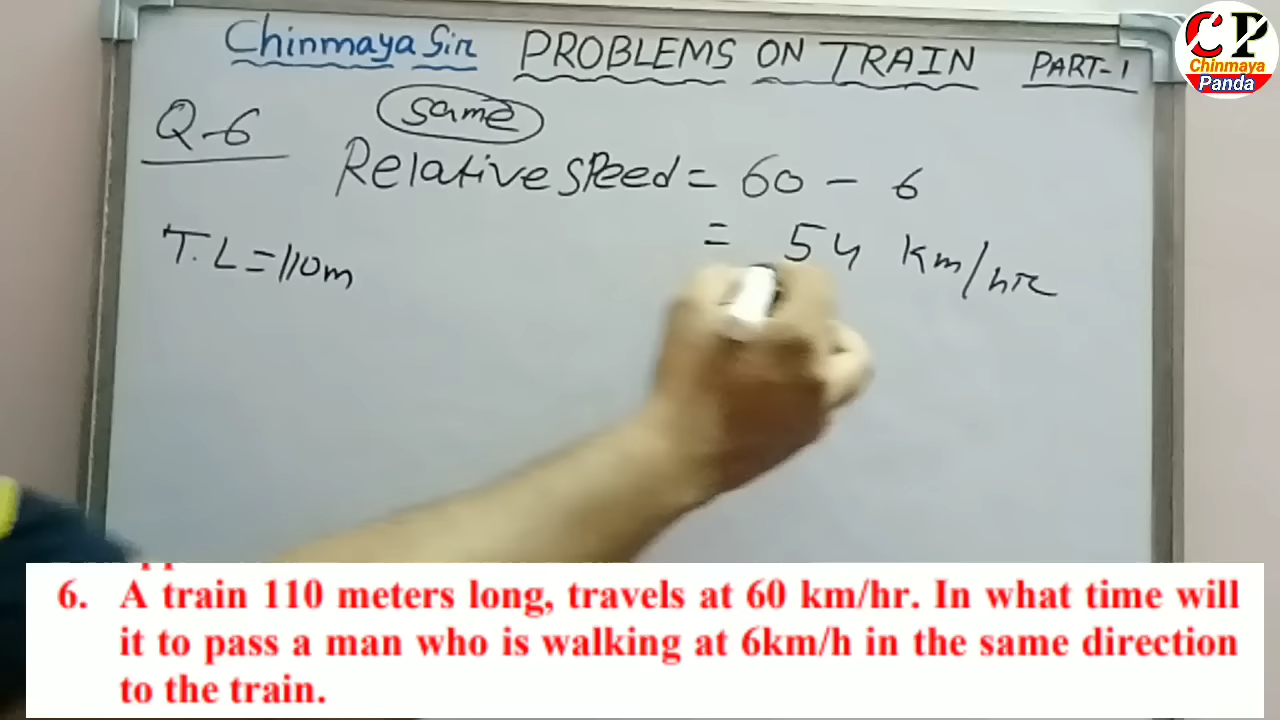 Chinmaya Sir PROBLEMS ON TRAIN PART-1
CP
Chinmaya
Panda
Q-6 same
Relative speed = 60 - 6
T.L = 110m
= 54 km/hr
6. A train 110 meters long, travels at 60 km/hr. In what time will
it to pass a man who is walking at 6km/h in the same direction
to the train.